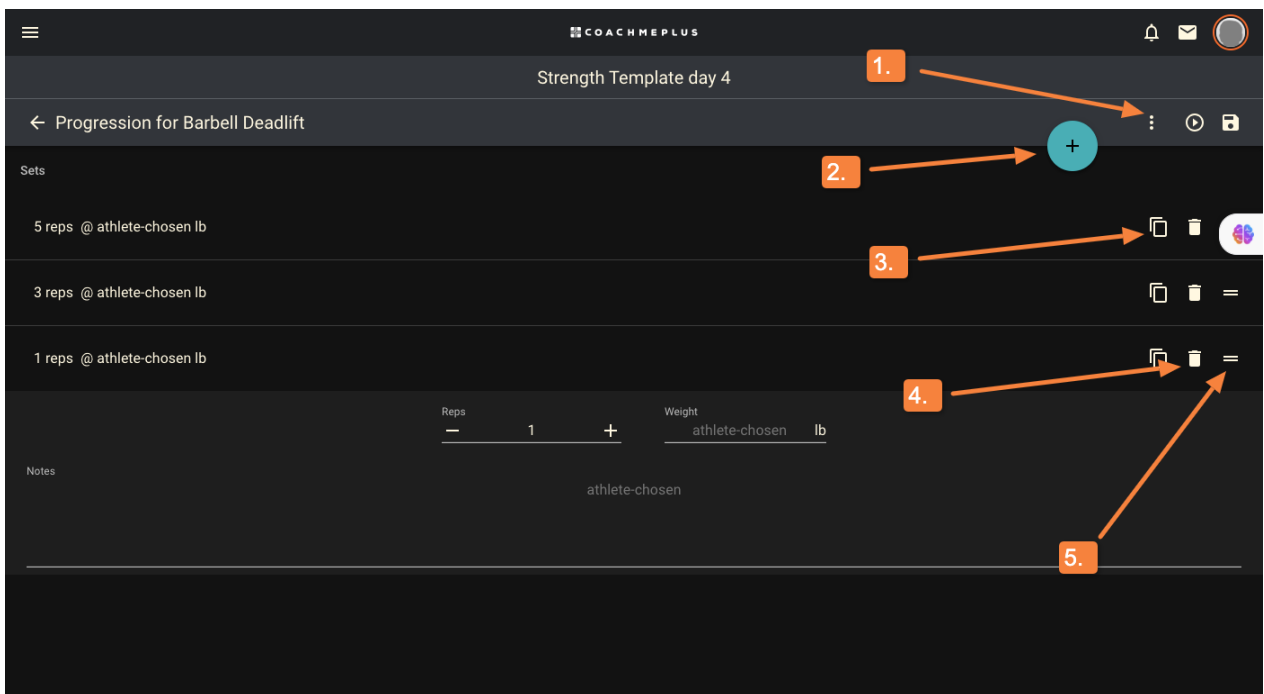 COACHMEPLUS
Strength Template day 4
1.
Progression for Barbell Deadlift
2.
Sets
5 reps @ athlete-chosen lb
3.
3 reps @ athlete-chosen lb
1 reps @ athlete-chosen lb
4.
Reps
Weight
1
athlete-chosen lb
Notes
athlete-chosen
5.